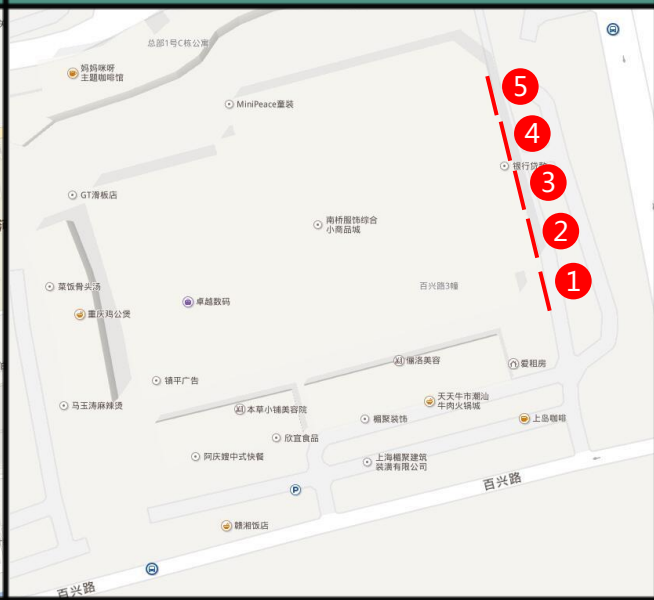 总部1号C栋公寓
妈妈咪呀
主题咖啡馆
MiniPeace童装
5
4
银行贷款
3
GT滑板店
南桥服饰综合
小商品城
2
1
菜饭骨头汤
百兴路3幢
卓越数码
重庆鸡公煲
俪洛美容
爱租房
镇平广告
天天牛市潮汕
牛肉火锅城
马玉涛麻辣烫
本草小铺美容院
楣聚装饰
上岛咖啡
欣宜食品
阿庆嫂中式快餐
上海楣聚建筑
装潢有限公司
百兴路
P
赣湘饭店
百兴路